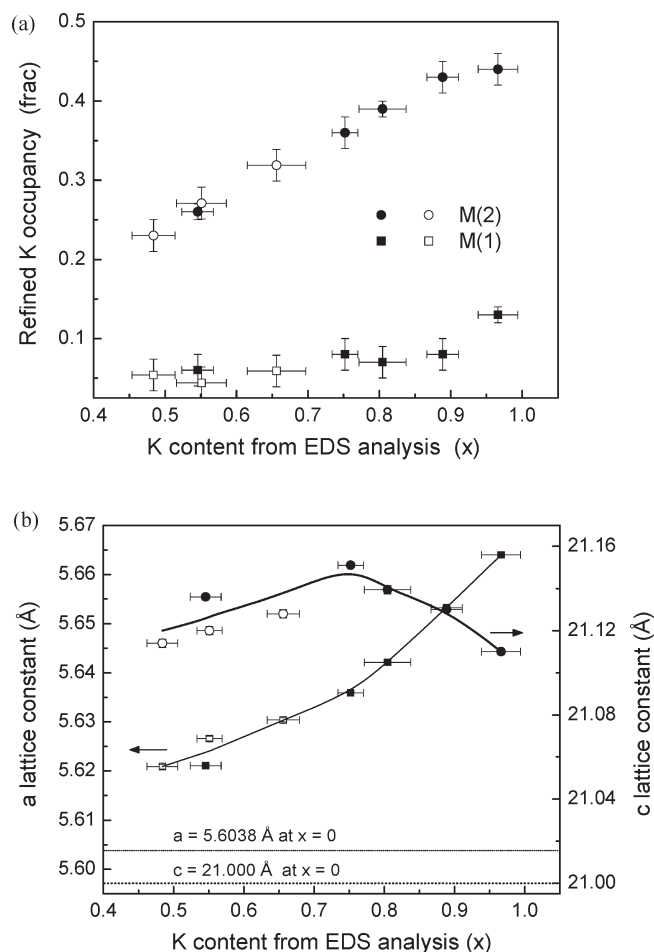 (a)
0.5
0.4
0.3
0.2
0.1
Refined K occupancy (frac)
M(2)
M(1)
0.4 0.5 0.6 0.7 0.8 0.9 1.0
K content from EDS analysis (x)
(b)
5.67
5.66
5.65
5.64
5.63
5.62
5.61
5.60
a lattice constant (Å)
21.16
21.12
21.08
21.04
21.00
c lattice constant (Å)
a = 5.6038 Å at x = 0
c = 21.000 Å at x = 0
0.4 0.5 0.6 0.7 0.8 0.9 1.0
K content from EDS analysis (x)